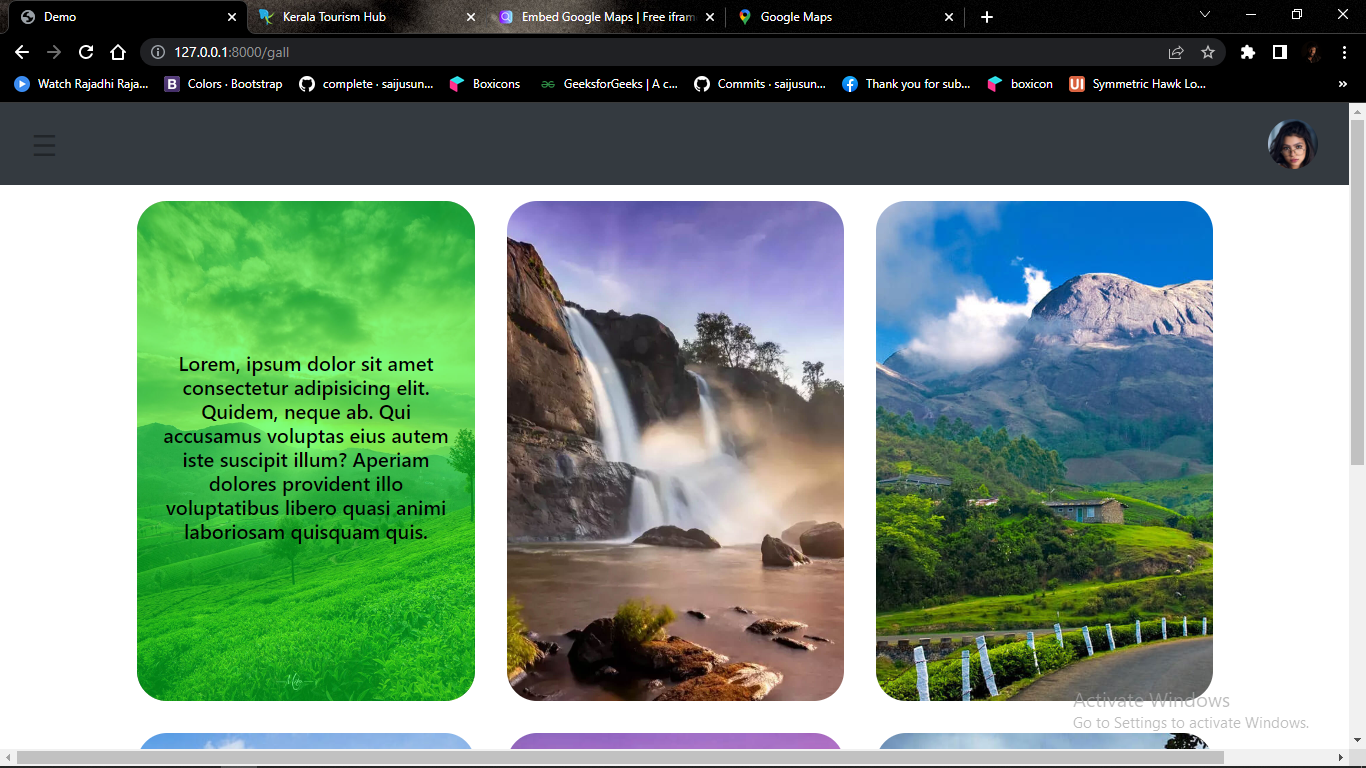 Demo
Kerala Tourism Hub
Embed Google Maps | Free ifram
Google Maps
127.0.0.1:8000/gall
Watch Rajadhi Raja...
Colors · Bootstrap
complete · saijusun...
Boxicons
GeeksforGeeks | A c...
Commits · saijusun...
Thank you for sub...
boxicon
Symmetric Hawk Lo...
Lorem, ipsum dolor sit amet
consectetur adipisicing elit.
Quidem, neque ab. Qui
accusamus voluptas eius autem
iste suscipit illum? Aperiam
dolores provident illo
voluptatibus libero quasi animi
laboriosam quisquam quis.
Activate Windows
Go to Settings to activate Windows.